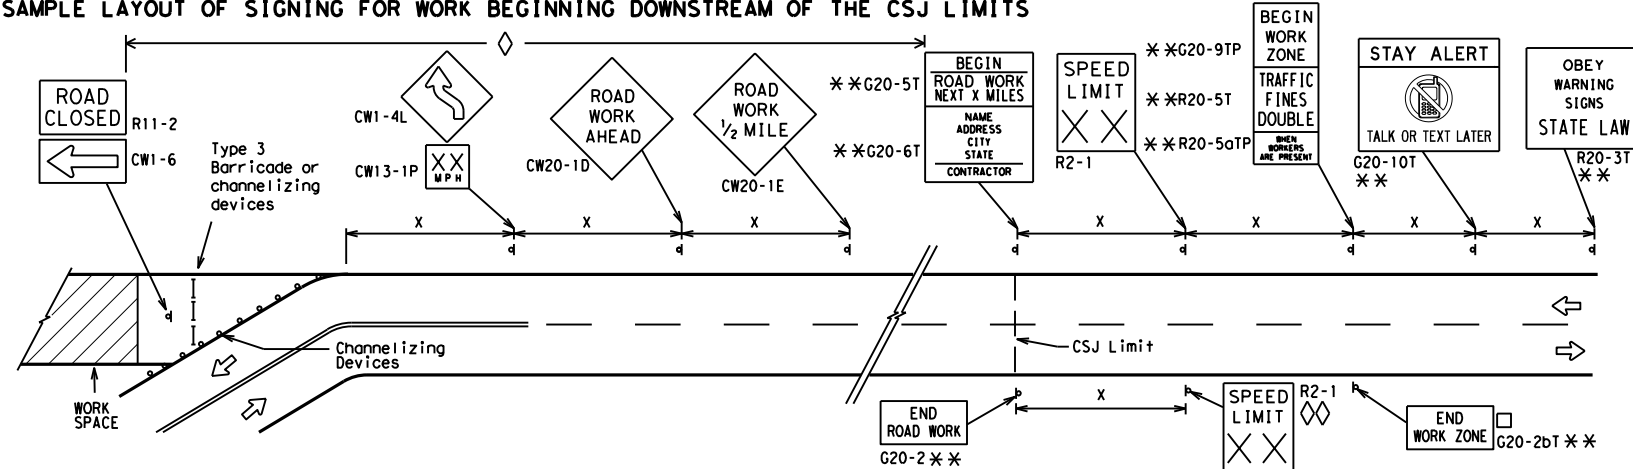 SAMPLE LAYOUT OF SIGNING FOR WORK BEGINNING DOWNSTREAM OF THE CSJ LIMITS
ROAD
CLOSED
R11-2
CW1-6
Type 3
Barricade or
channelizing
devices
CW1-4L
CW13-1P
XX
MPH
ROAD
WORK
AHEAD
CW20-1D
ROAD
WORK
1/2 MILE
CW20-1E
**G20-5T
**G20-6T
BEGIN
ROAD WORK
NEXT X MILES
NAME
ADDRESS
CITY
STATE
CONTRACTOR
SPEED
LIMIT
XX
R2-1
**G20-9TP
**R20-5T
**R20-5aTP
BEGIN
WORK
ZONE
TRAFFIC
FINES
DOUBLE
WHEN
WORKERS
ARE PRESENT
STAY ALERT
TALK OR TEXT LATER
G20-10T
**
OBEY
WARNING
SIGNS
STATE LAW
R20-3T
**
X
X
X
X
X
X
X
Channelizing
Devices
CSJ Limit
WORK
SPACE
X
END
ROAD WORK
G20-2**
SPEED
LIMIT
XX
R2-1
END
WORK ZONE
G20-2bT **